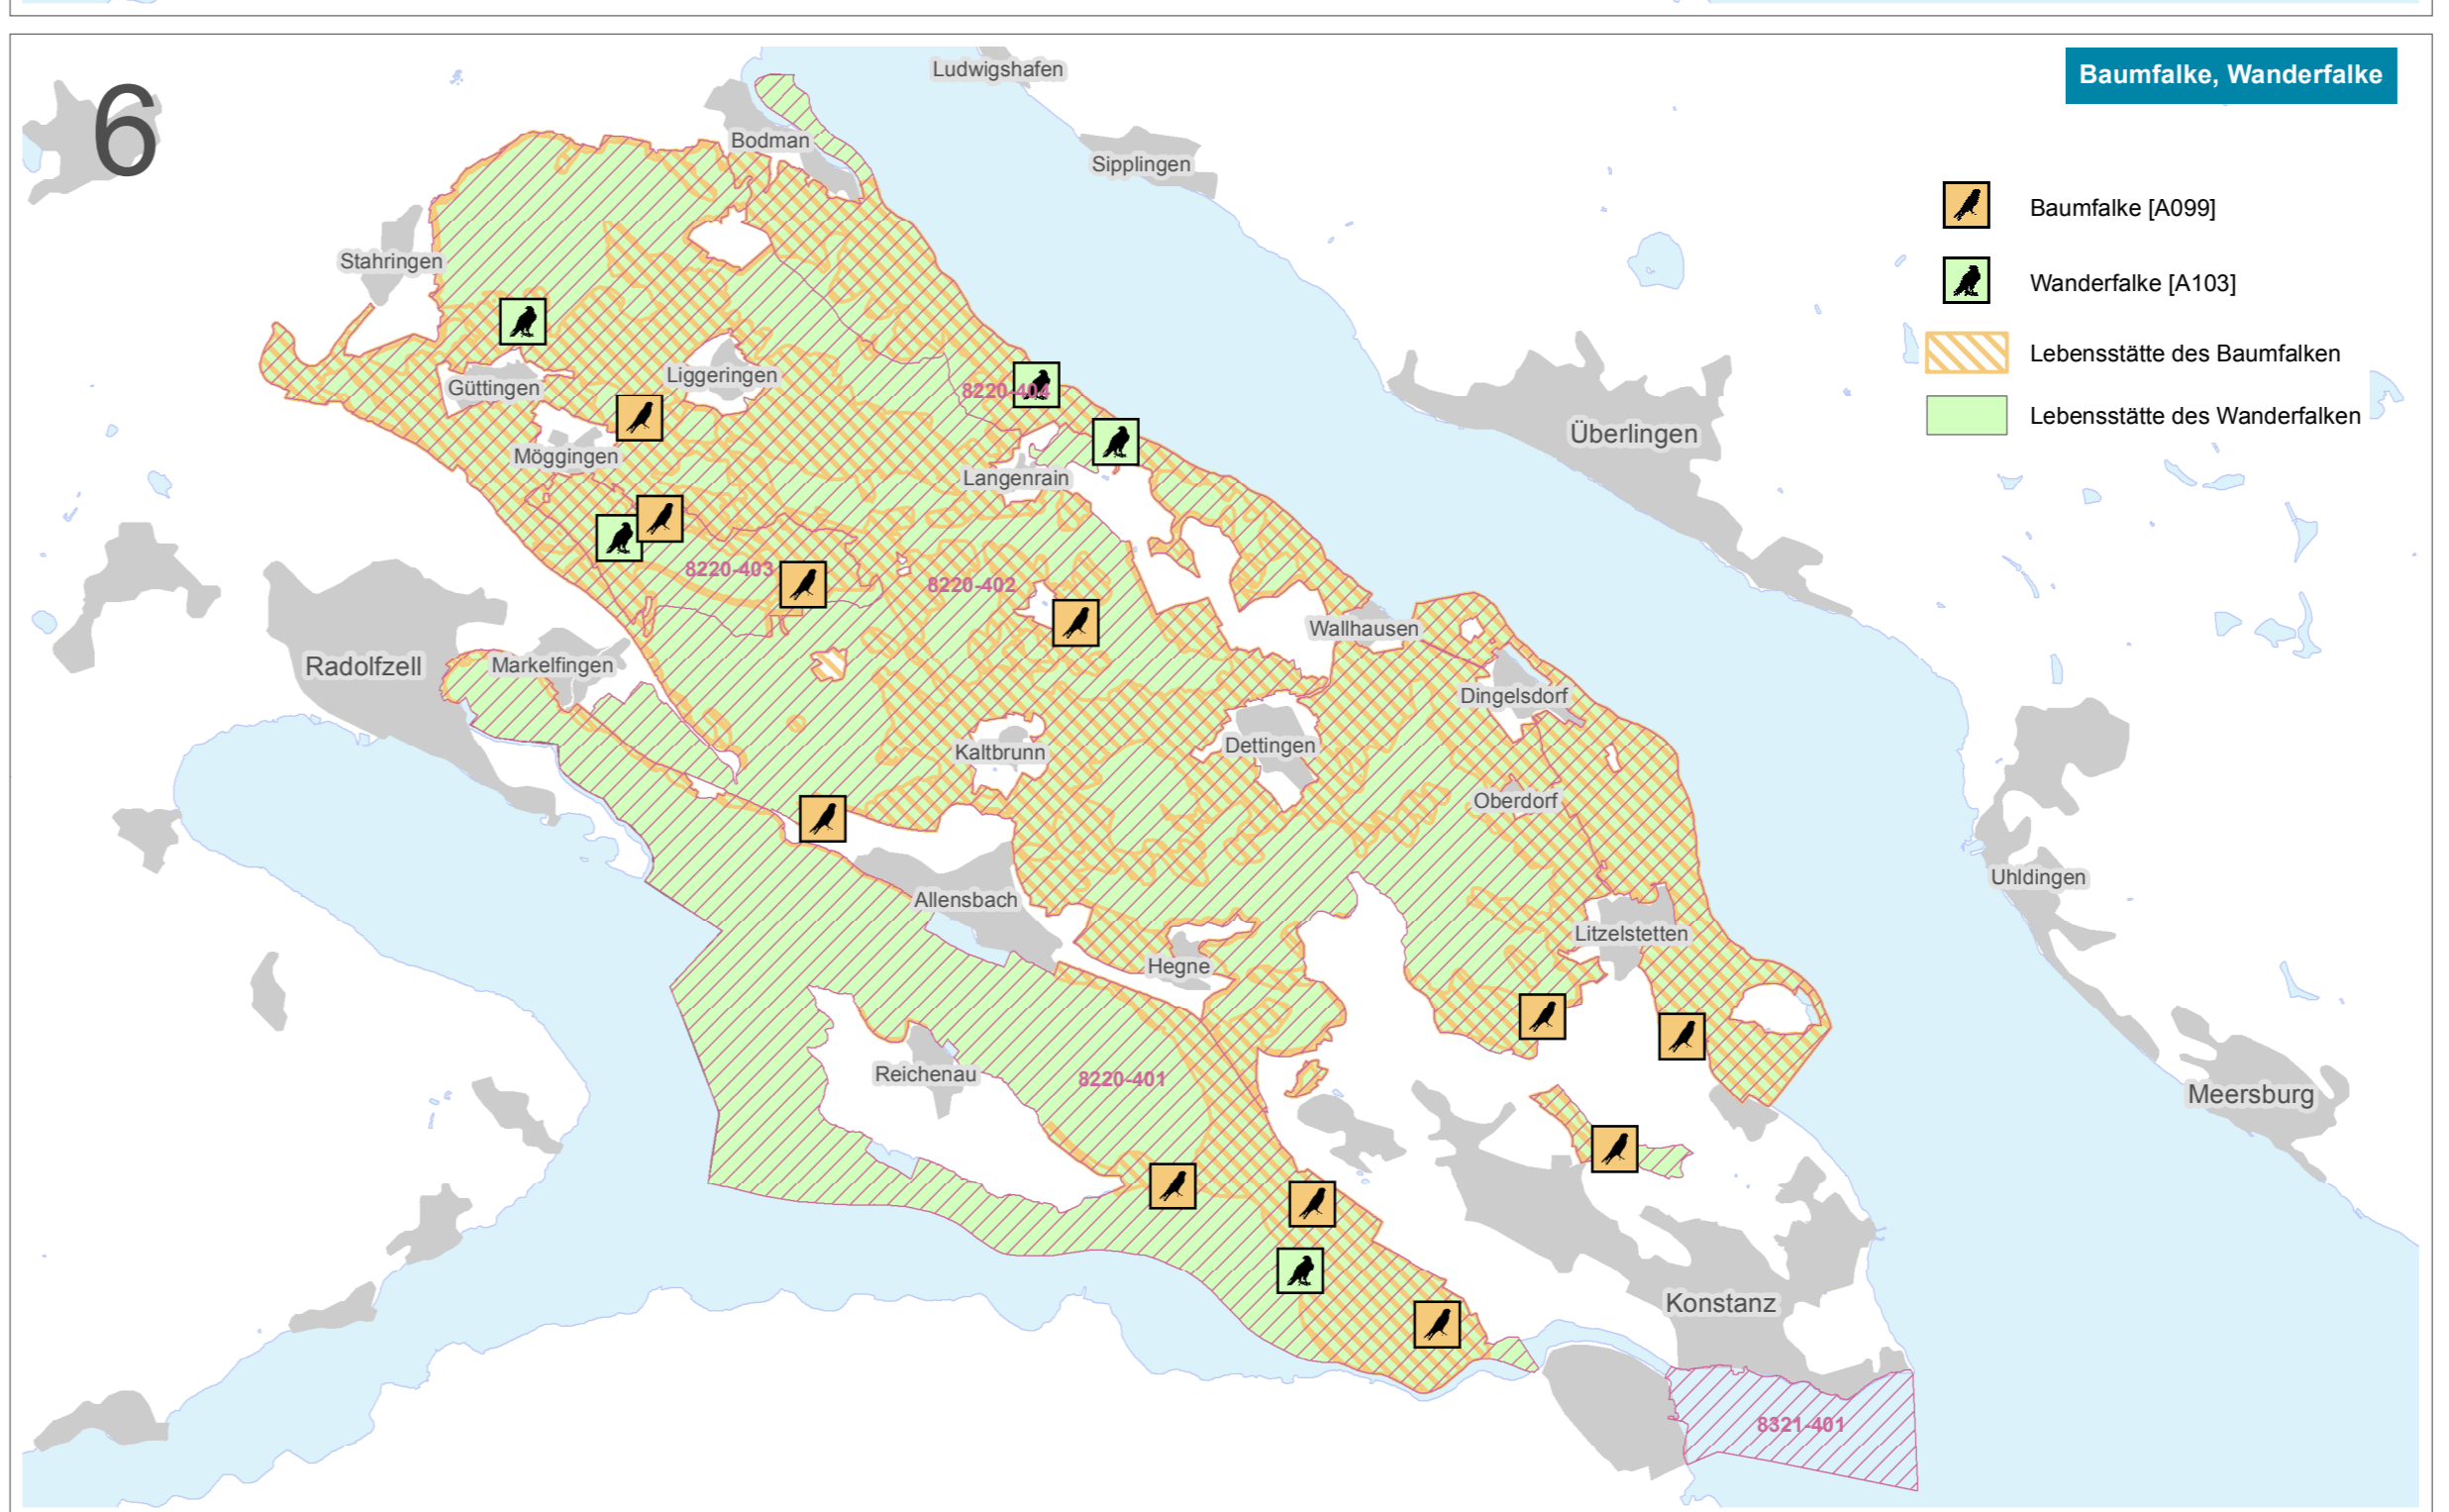 6
Baumfalke, Wanderfalke
Baumfalke [A099]
Wanderfalke [A103]
Lebensstätte des Baumfalken
Lebensstätte des Wanderfalken
Ludwigshafen
Bodman
Sipplingen
Stahringen
Güttingen
Liggeringen
8220-404
Überlingen
Möggingen
Langenrain
8220-403
8220-402
Wallhausen
Radolfzell
Markelfingen
Dingelsdorf
Kaltbrunn
Dettingen
Oberdorf
Uhldingen
Allensbach
Litzelstetten
Hegne
Reichenau
8220-401
Meersburg
Konstanz
8321-401